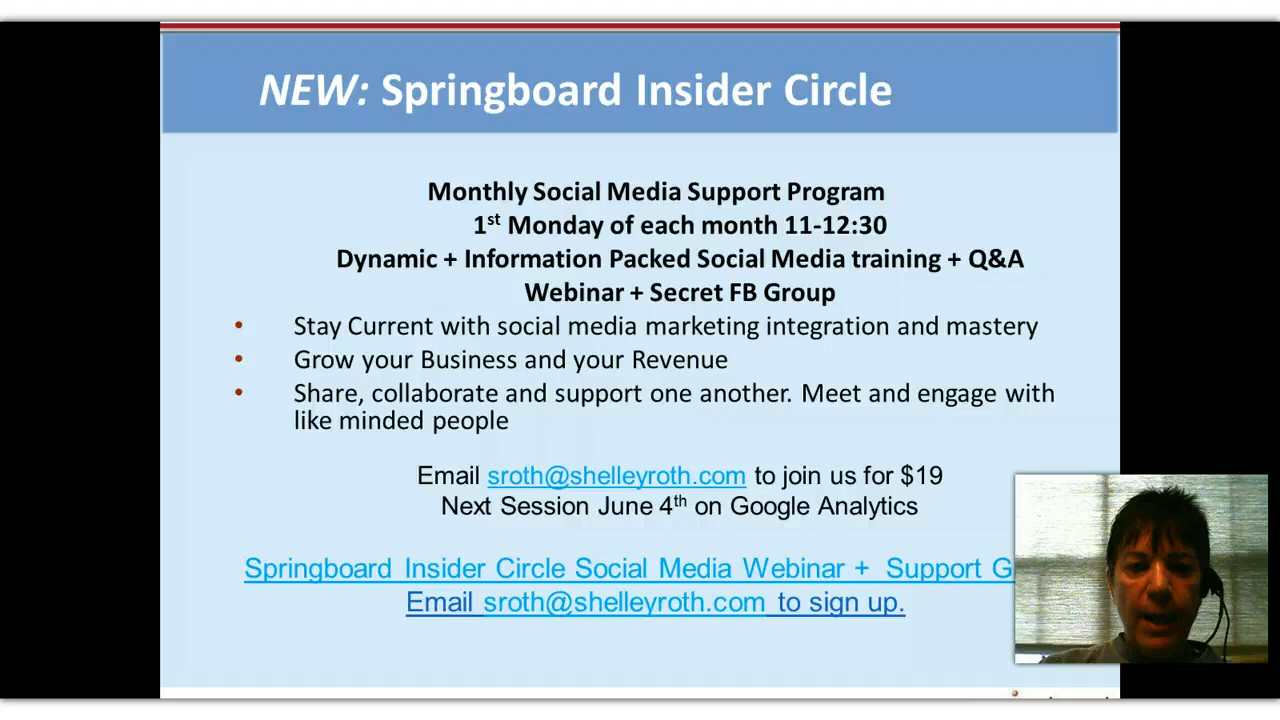 NEW: Springboard Insider Circle
Monthly Social Media Support Program
1st Monday of each month 11-12:30
Dynamic + Information Packed Social Media training + Q&A
Webinar + Secret FB Group
• Stay Current with social media marketing integration and mastery
• Grow your Business and your Revenue
• Share, collaborate and support one another. Meet and engage with
like minded people
Email sroth@shelleyroth.com to join us for $19
Next Session June 4th on Google Analytics
Springboard Insider Circle Social Media Webinar + Support
Email sroth@shelleyroth.com to sign up.